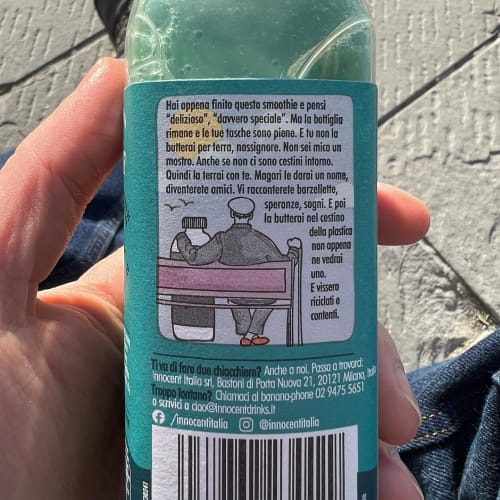 Hai appena finito questo smoothie e pensi
"delizioso", "davvero speciale". Ma la bottiglia
rimane e le tue tasche sono piene. E tu non la
butterai per terra, nossignore. Non sei mica un
mostro. Anche se non ci sono cestini intorno.
Quindi la terrai con te. Magari le darai un nome,
diventerete amici. Vi racconterete barzellette,
speranze, sogni. E poi
la butterai nel cestino
della plastica
non appena
ne vedrai
uno.
E vissero
riciclati e
contenti.
Ti va di fare due chiacchiere? Anche a noi. Passa a trovarci:
innocent Italia srl, Bastoni di Porta Nuova 21, 20121 Milano, Italia
Troppo lontano? Chiamaci al banana-phone 02 9475 5651
o scrivici a ciao@innocentdrinks.it
/innocentitalia @innocentitalia